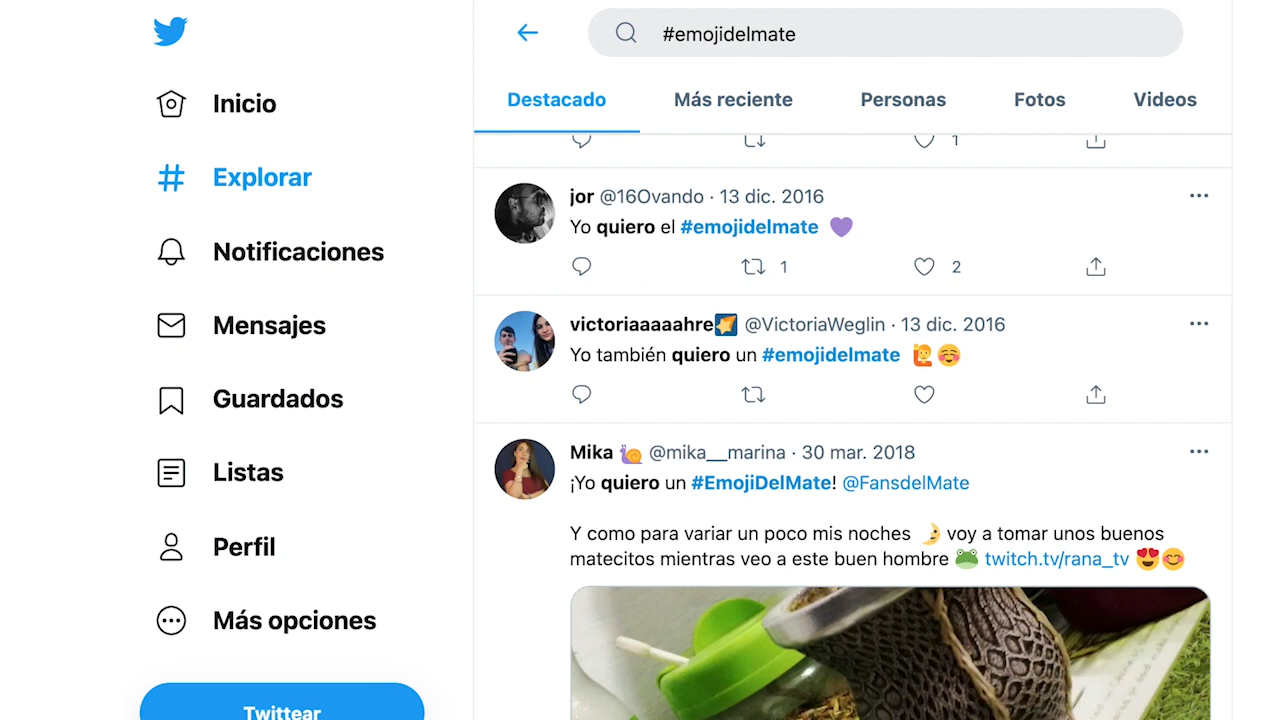 #emojidelmate
Inicio
Explorar
Notificaciones
Mensajes
Guardados
Listas
Perfil
Más opciones
Twittear
Destacado
Más reciente
Personas
Fotos
Videos
1
jor @16Ovando · 13 dic. 2016
Yo quiero el #emojidelmate 💜
1
2
victoriaaaaahre🌠 @VictoriaWeglin · 13 dic. 2016
Yo también quiero un #emojidelmate 🙋☺️
Mika 🐌 @mika__marina · 30 mar. 2018
¡Yo quiero un #EmojiDelMate! @FansdelMate
Y como para variar un poco mis noches 🌛 voy a tomar unos buenos
matecitos mientras veo a este buen hombre 🐸 twitch.tv/rana_tv 😍😊